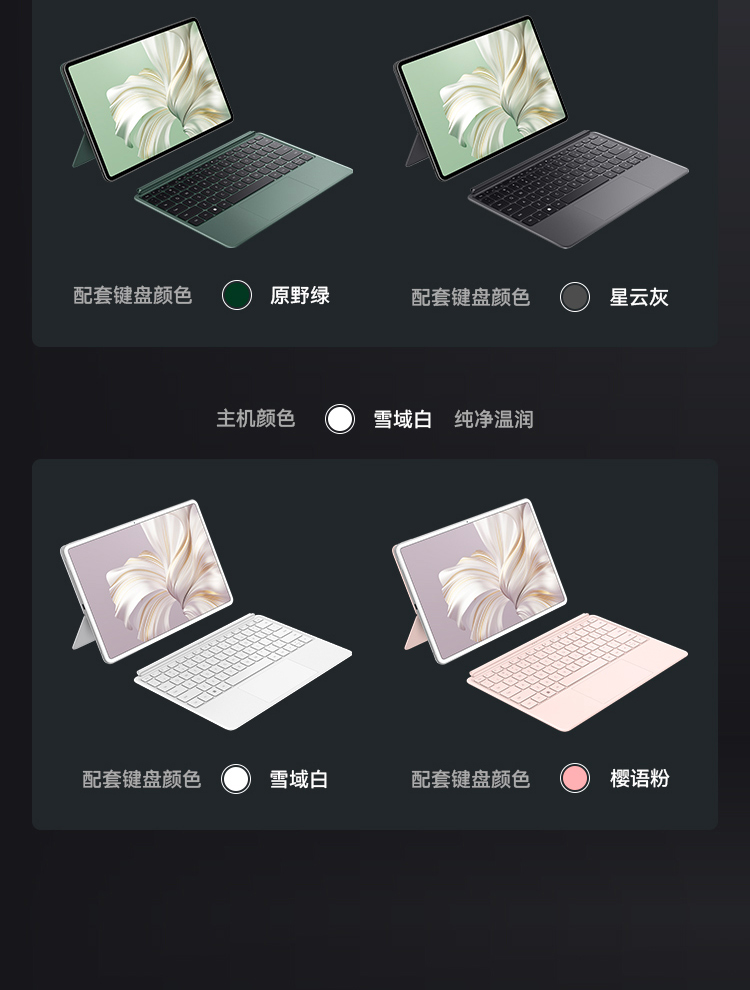 配套键盘颜色 原野绿 配套键盘颜色 星云灰
主机颜色 雪域白 纯净温润
配套键盘颜色 雪域白 配套键盘颜色 樱语粉